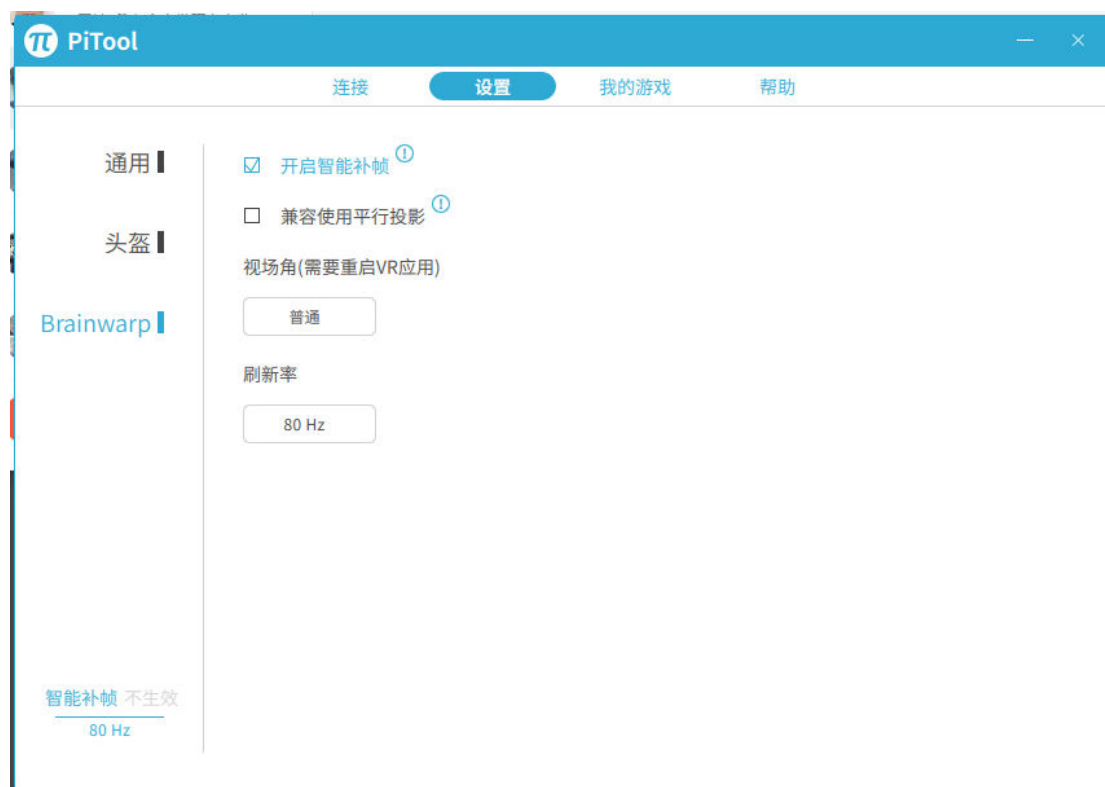 π PiTool
连接 设置 我的游戏 帮助
通用
头盔
Brainwarp
开启智能补帧
兼容使用平行投影
视场角(需要重启VR应用)
普通
刷新率
80 Hz
智能补帧 不生效
80 Hz